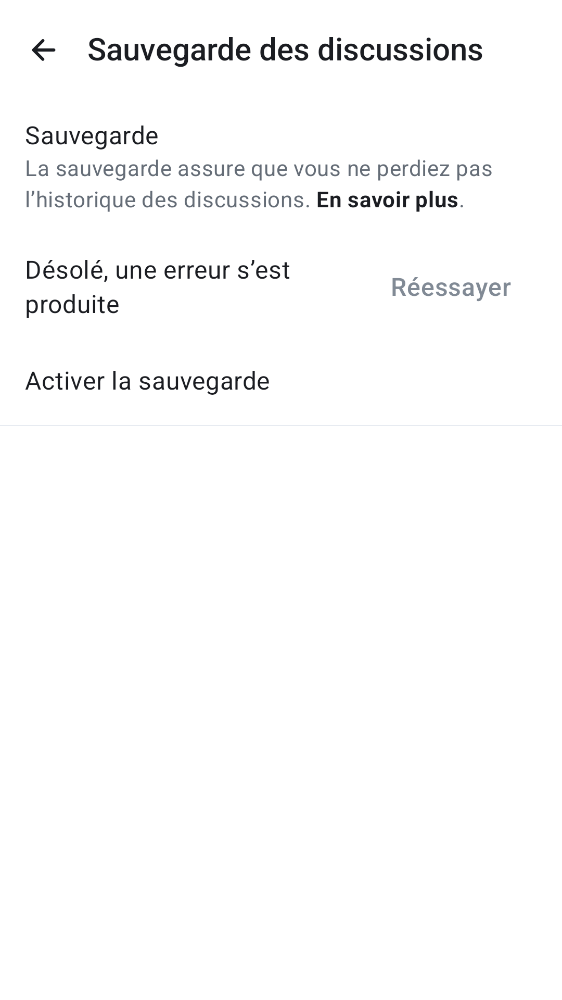 Sauvegarde des discussions
Sauvegarde
La sauvegarde assure que vous ne perdiez pas
l’historique des discussions. En savoir plus.
Désolé, une erreur s’est
produite
Réessayer
Activer la sauvegarde